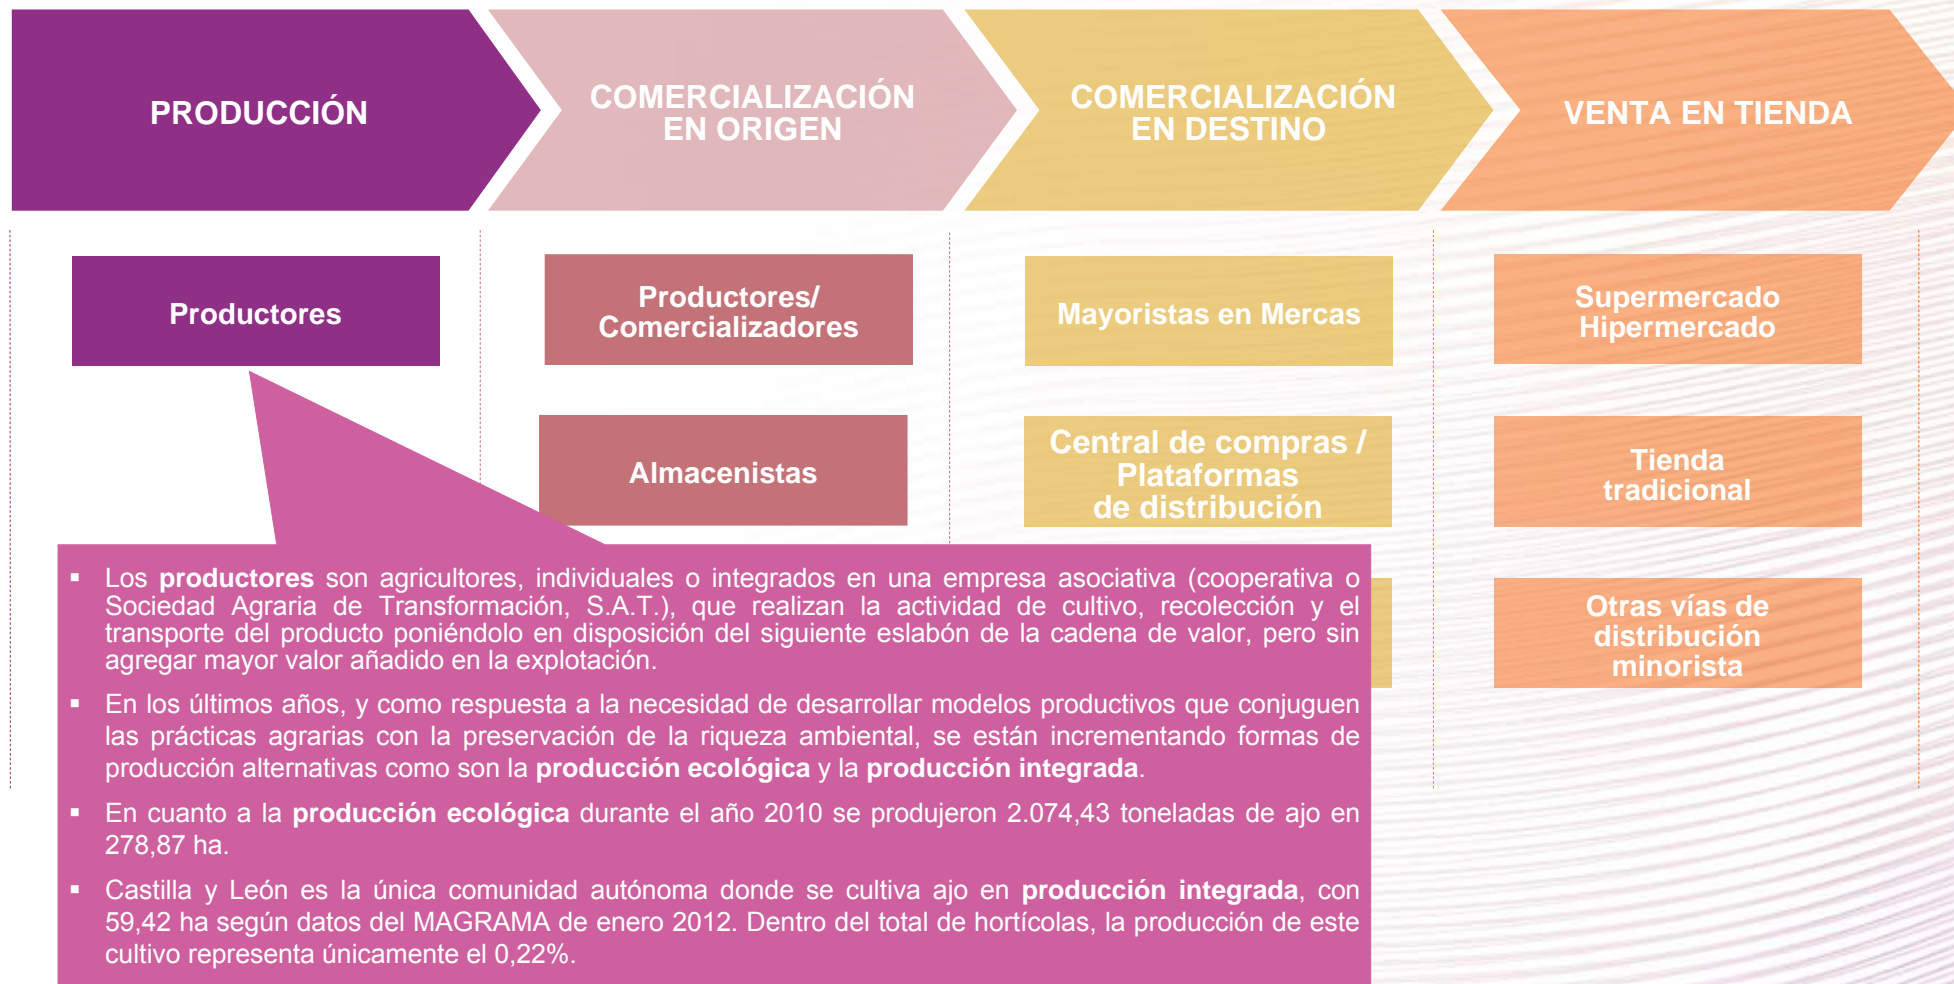 PRODUCCIÓN
COMERCIALIZACIÓN
EN ORIGEN
COMERCIALIZACIÓN
EN DESTINO
VENTA EN TIENDA
Productores
Productores/
Comercializadores
Mayoristas en Mercas
Supermercado
Hipermercado
Almacenistas
Central de compras /
Plataformas
de distribución
Tienda
tradicional
Otras vías de
distribución
minorista
▪ Los productores son agricultores, individuales o integrados en una empresa asociativa (cooperativa o
Sociedad Agraria de Transformación, S.A.T.), que realizan la actividad de cultivo, recolección y el
transporte del producto poniéndolo en disposición del siguiente eslabón de la cadena de valor, pero sin
agregar mayor valor añadido en la explotación.
▪ En los últimos años, y como respuesta a la necesidad de desarrollar modelos productivos que conjuguen
las prácticas agrarias con la preservación de la riqueza ambiental, se están incrementando formas de
producción alternativas como son la producción ecológica y la producción integrada.
▪ En cuanto a la producción ecológica durante el año 2010 se produjeron 2.074,43 toneladas de ajo en
278,87 ha.
▪ Castilla y León es la única comunidad autónoma donde se cultiva ajo en producción integrada, con
59,42 ha según datos del MAGRAMA de enero 2012. Dentro del total de hortícolas, la producción de este
cultivo representa únicamente el 0,22%.